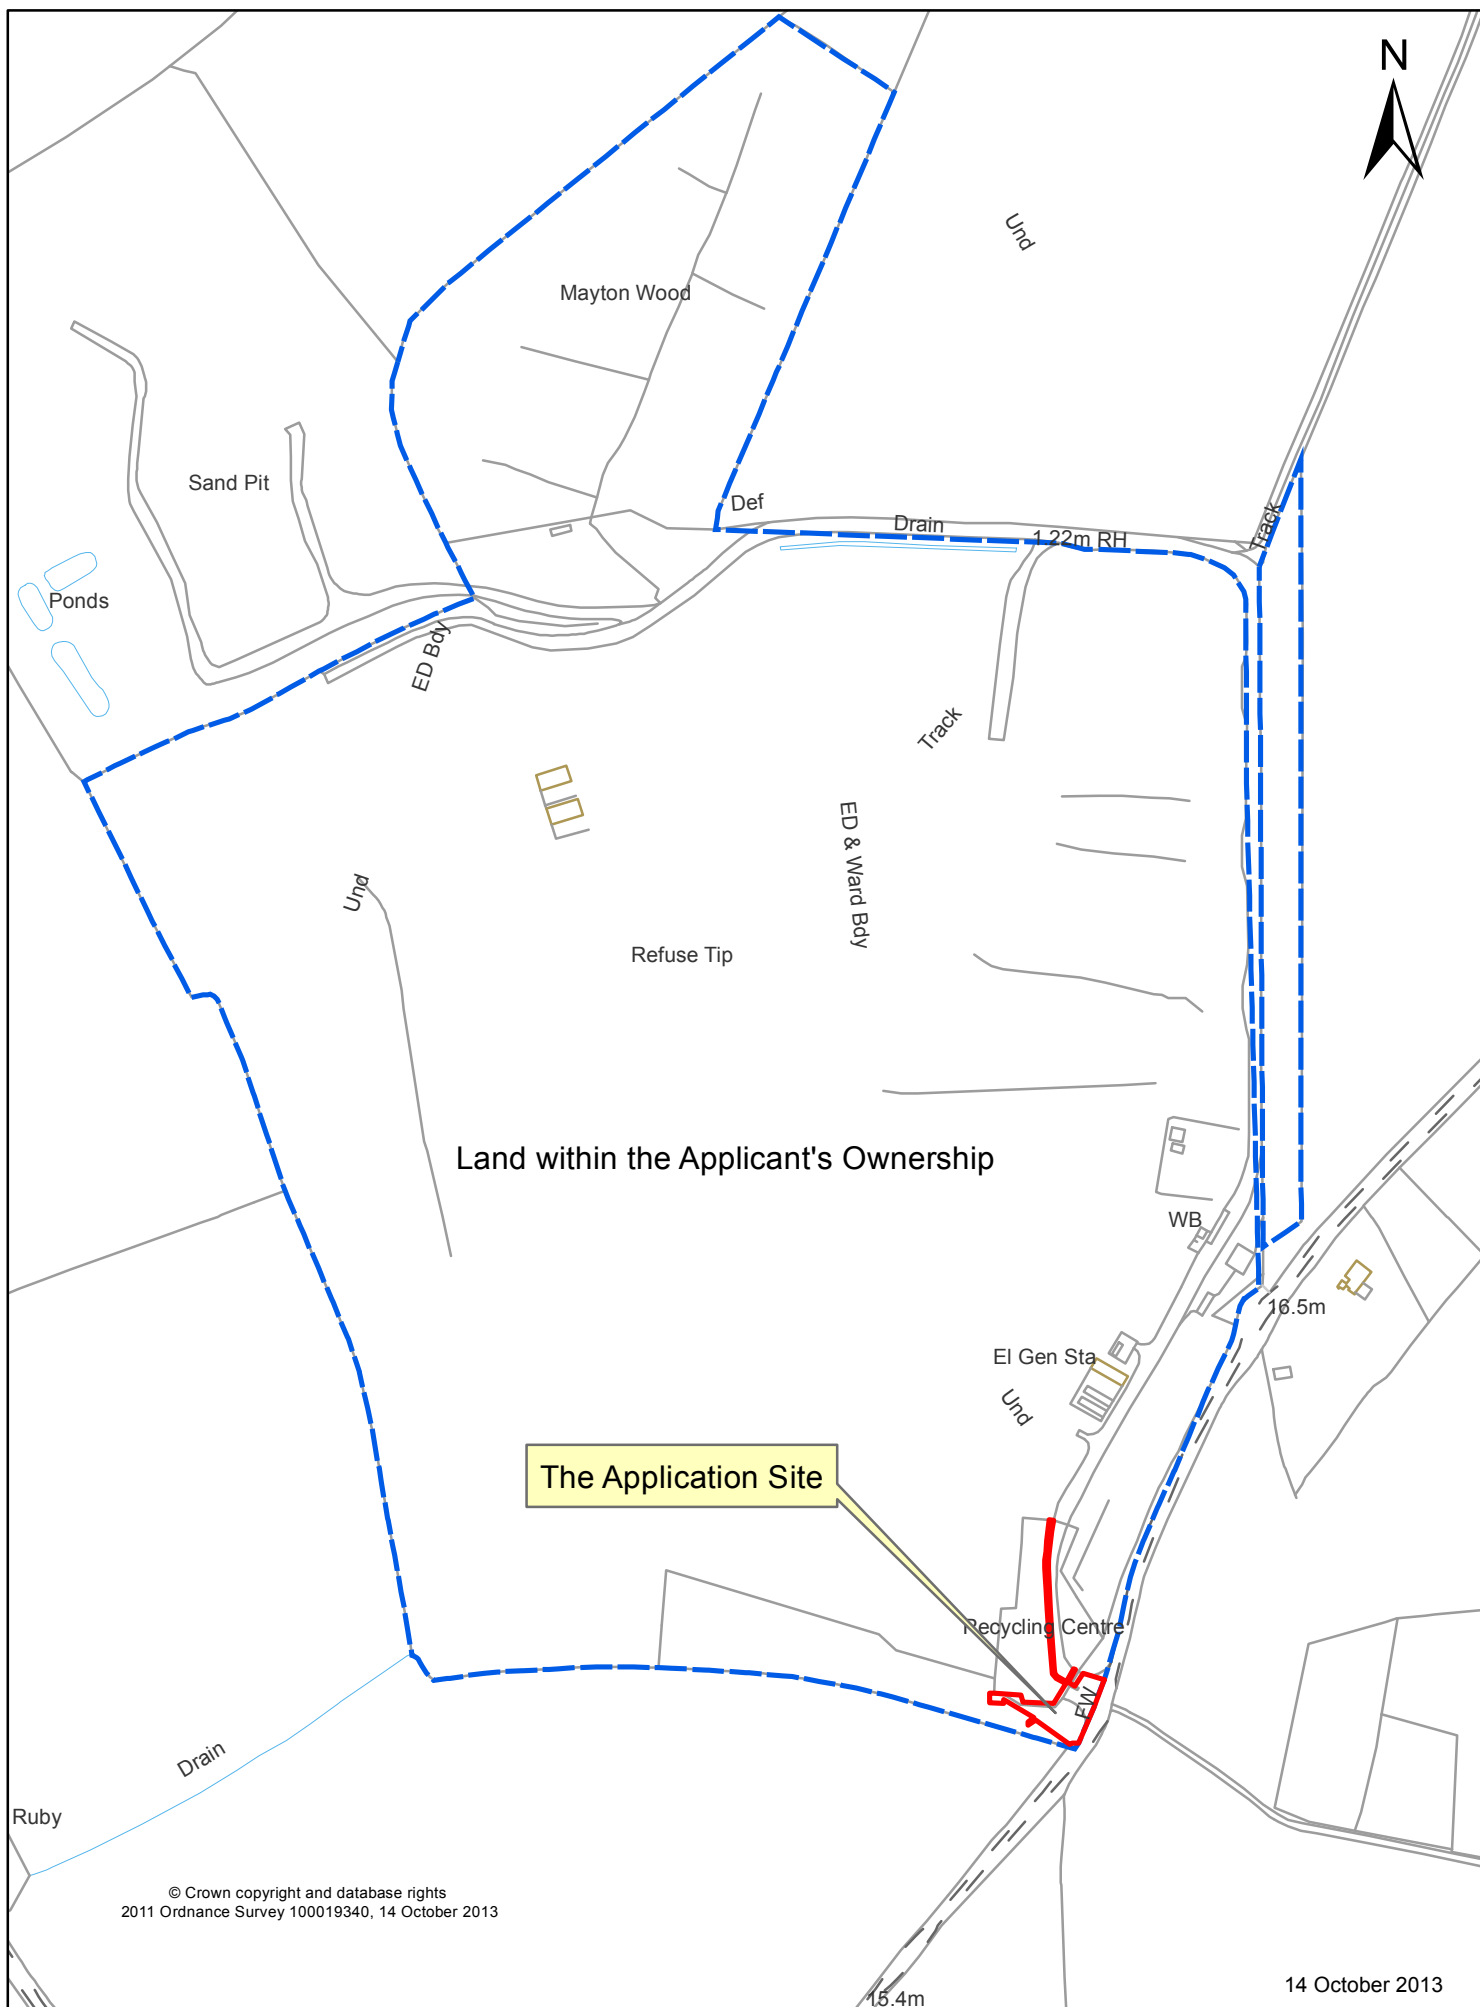 N
Und
Mayton Wood
Sand Pit
Def
Drain
1.22m RH
Track
Ponds
ED Bdy
Track
ED & Ward Bdy
Und
Refuse Tip
Land within the Applicant's Ownership
WB
16.5m
El Gen Sta
Und
The Application Site
Recycling Centre
FW
Drain
Ruby
© Crown copyright and database rights
2011 Ordnance Survey 100019340, 14 October 2013
14 October 2013
15.4m